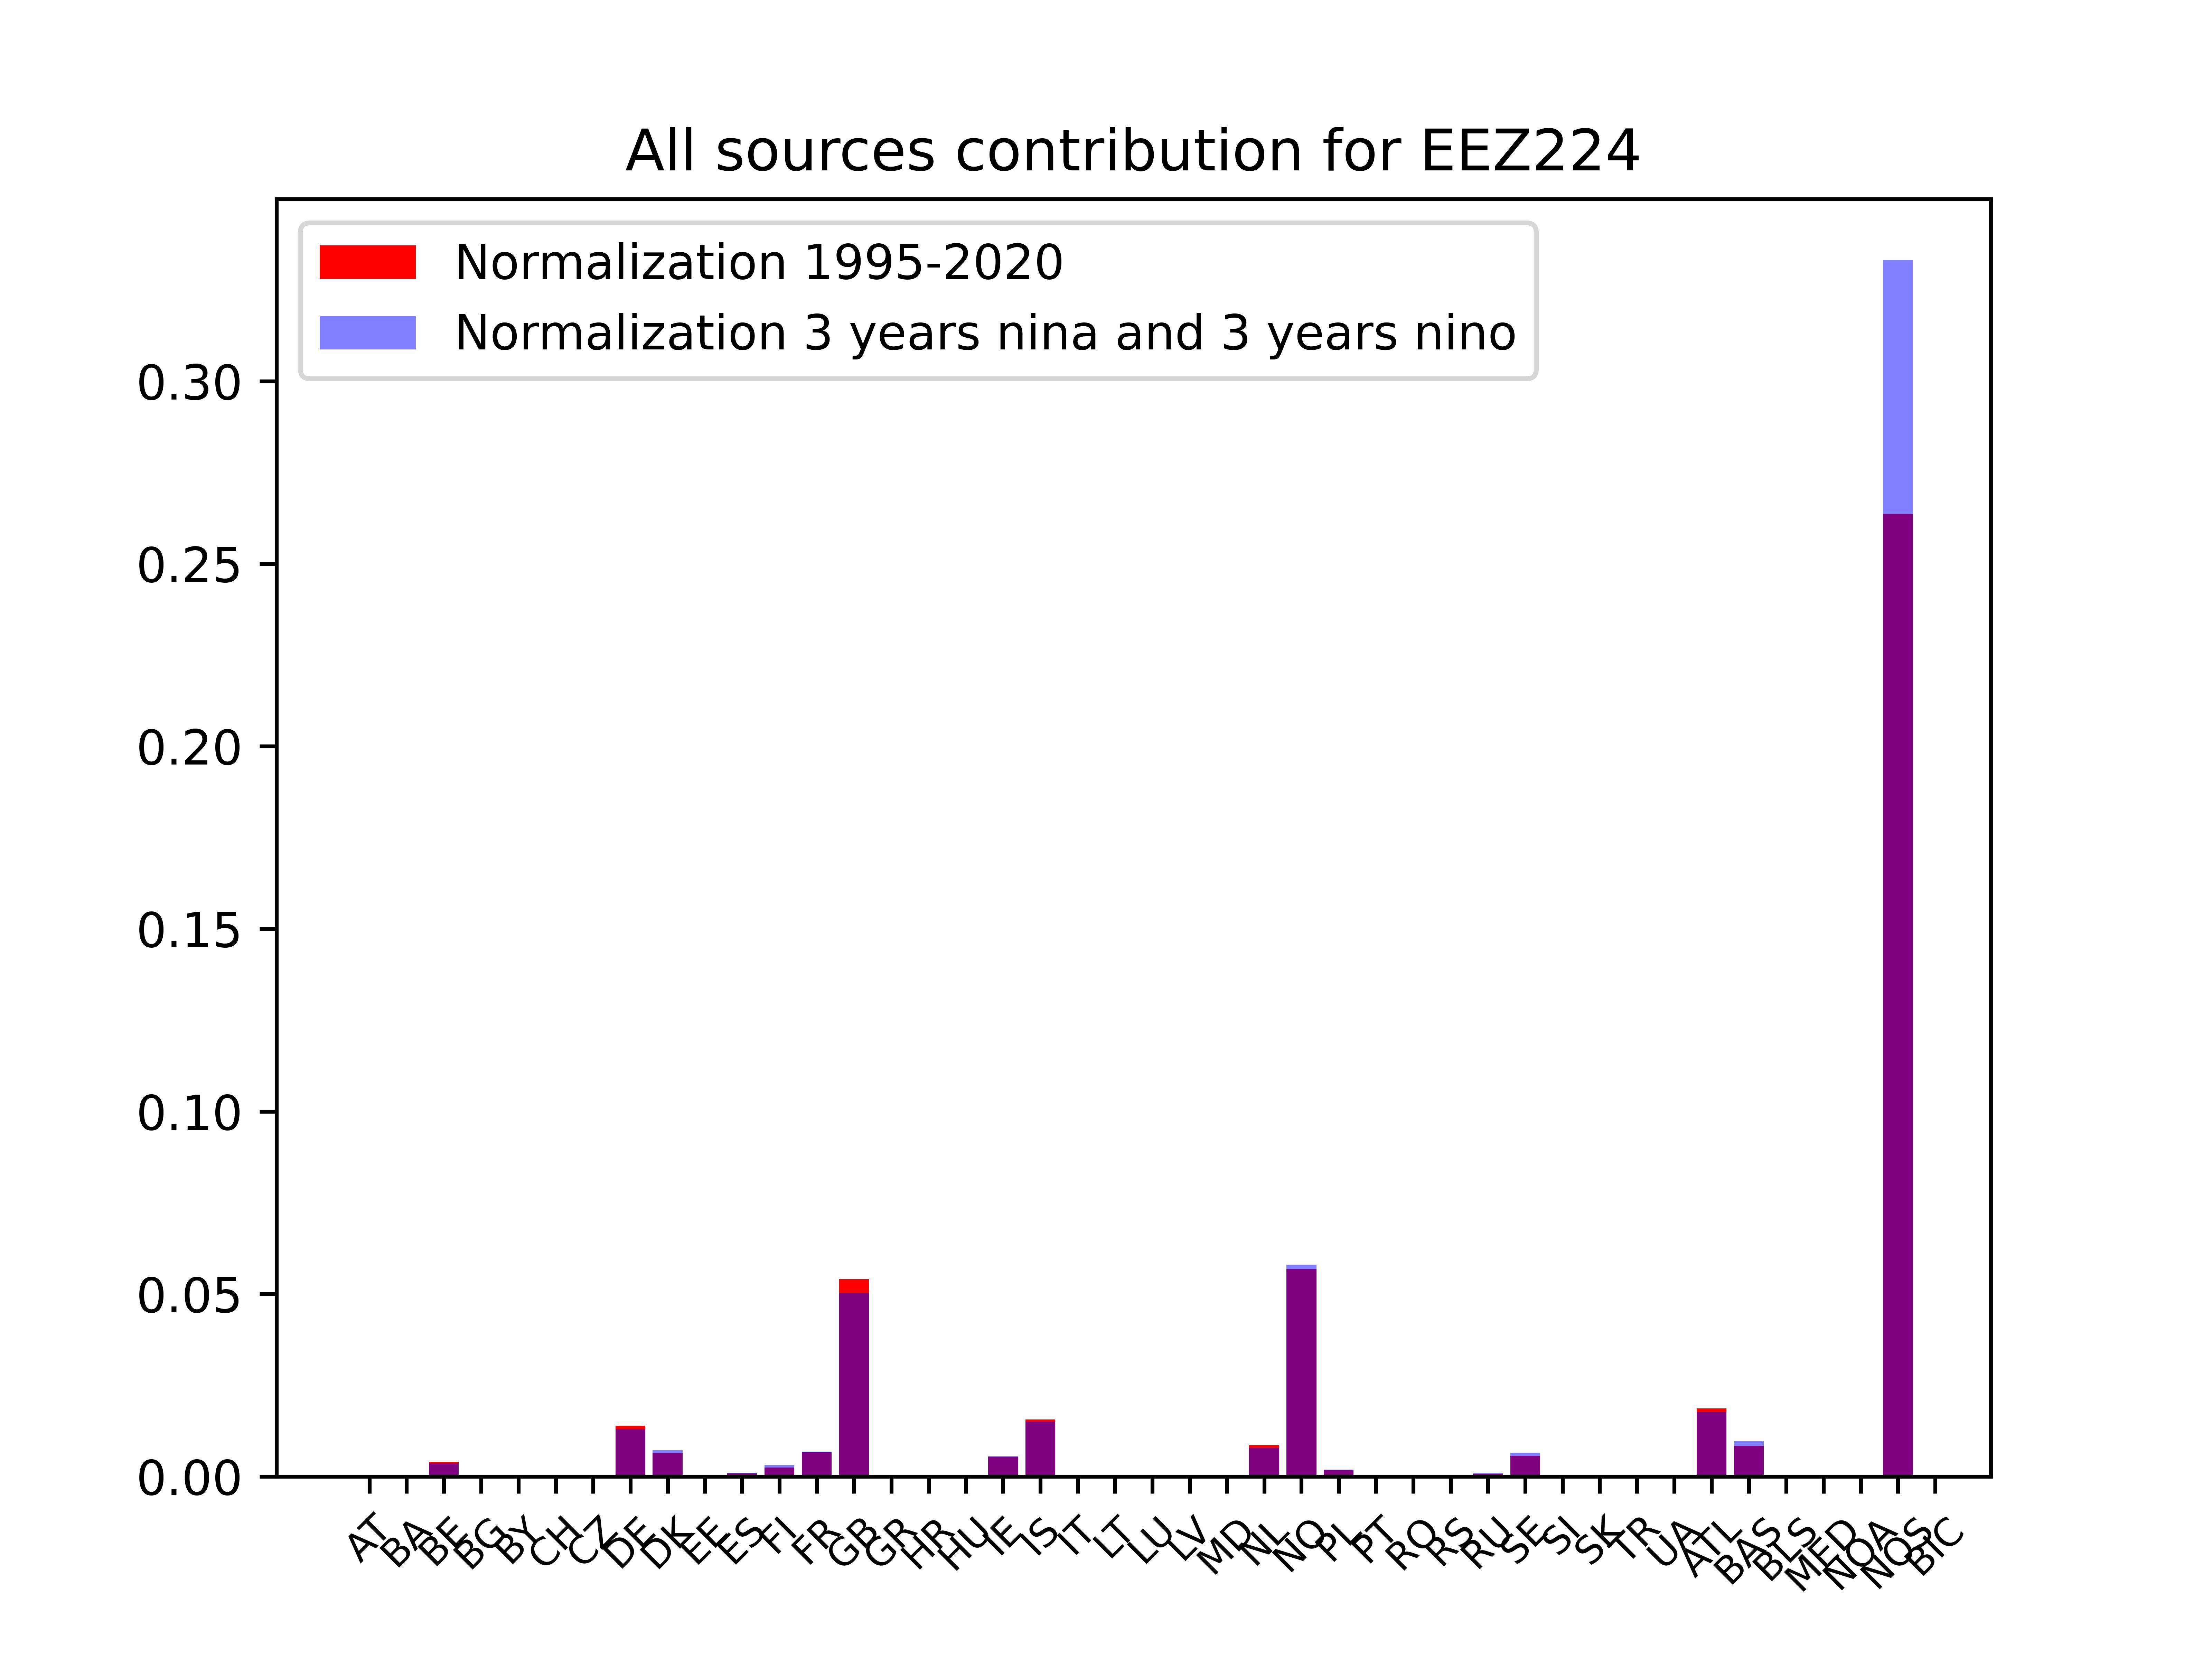 All sources contribution for EEZ224
Normalization 1995-2020
Normalization 3 years nina and 3 years nino
0.30
0.25
0.20
0.15
0.10
0.05
0.00
AT BA BE BG BY CH CZ DE DK EE ES FI FR GB GR HR HU IE IS IT LT LU LV MD NL NO PL PT RO RS RU SE SI SK TR UA ATL BAS BLS MED NOA NOS BIC